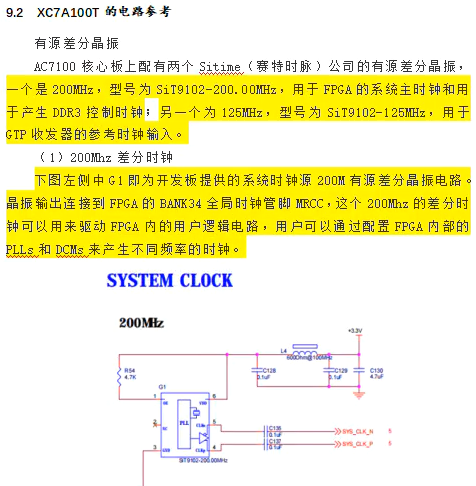 9.2 XC7A100T 的电路参考
有源差分晶振
AC7100 核心板上配有两个 Sitime（赛特时脉）公司的有源差分晶振，
一个是 200MHz，型号为 SiT9102-200.00MHz，用于 FPGA 的系统主时钟和用
于产生 DDR3 控制时钟；另一个为 125MHz，型号为 SiT9102-125MHz，用于
GTP 收发器的参考时钟输入。
（1）200Mhz 差分时钟
下图左侧中 G1 即为开发板提供的系统时钟源 200M 有源差分晶振电路。
晶振输出连接到 FPGA 的 BANK34 全局时钟管脚 MRCC，这个 200Mhz 的差分时
钟可以用来驱动 FPGA 内的用户逻辑电路，用户可以通过配置 FPGA 内部的
PLLs 和 DCMs 来产生不同频率的时钟。
SYSTEM CLOCK
200MHz
+3.3V
L4
600Ohm@100MHz
R54
4.7K
C128
0.1uF
C129
0.1uF
C130
4.7uF
G1
1
6
2
5
3
4
PLL
SiT9102-200.00MHz
C136
0.1uF
C137
0.1uF
SYS_CLK_N 5
SYS_CLK_P 5